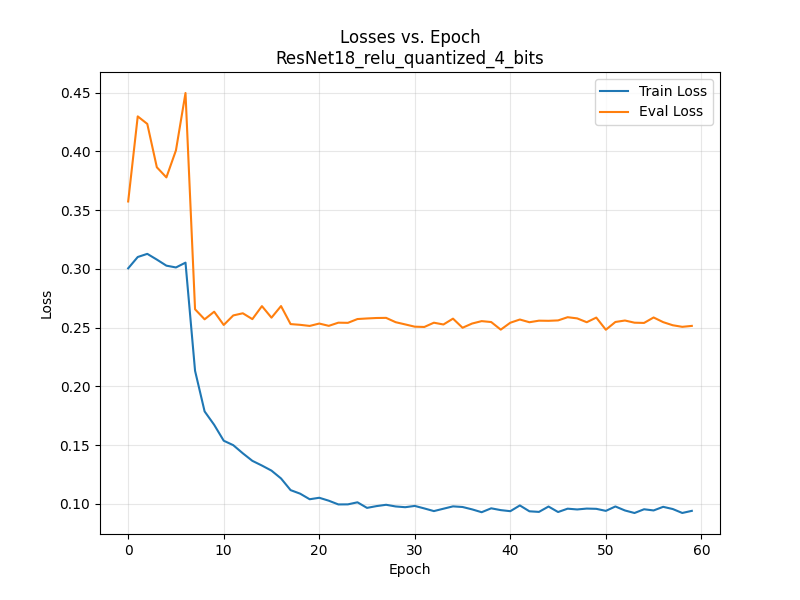 Losses vs. Epoch
ResNet18_relu_quantized_4_bits
Train Loss
Eval Loss
Loss
0.45
0.40
0.35
0.30
0.25
0.20
0.15
0.10
0 10 20 30 40 50 60
Epoch